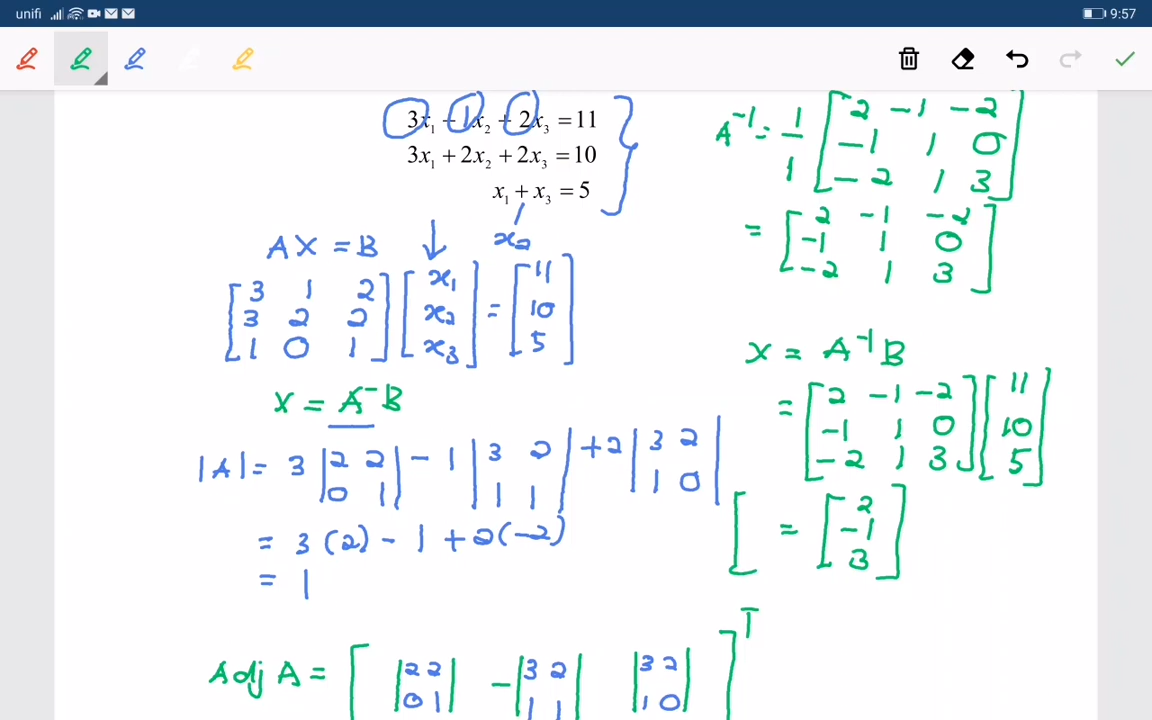 unifi 9:57
3x₁ + 1x₂ + 2x₃ = 11
3x₁ + 2x₂ + 2x₃ = 10
x₁ + x₃ = 5
x₂
AX = B
[3 1 2] [x₁] = [11]
[3 2 2] [x₂] [10]
[1 0 1] [x₃] [5]
X = A⁻B
|A| = 3 |2 2| - 1 |3 2| + 2 |3 2|
|0 1| |1 1| |1 0|
= 3 (2) - 1 + 2(-2)
= 1
Adj A = [ |2 2| -|3 2| |3 2| ]ᵀ
|0 1| |1 1| |1 0|
A⁻¹ = 1/1 [2 -1 -2]
[-1 1 0]
[-2 1 3]
= [2 -1 -2]
[-1 1 0]
[-2 1 3]
X = A⁻¹B
= [2 -1 -2] [11]
[-1 1 0] [10]
[-2 1 3] [5]
[ = [2]
[-1]
[3]